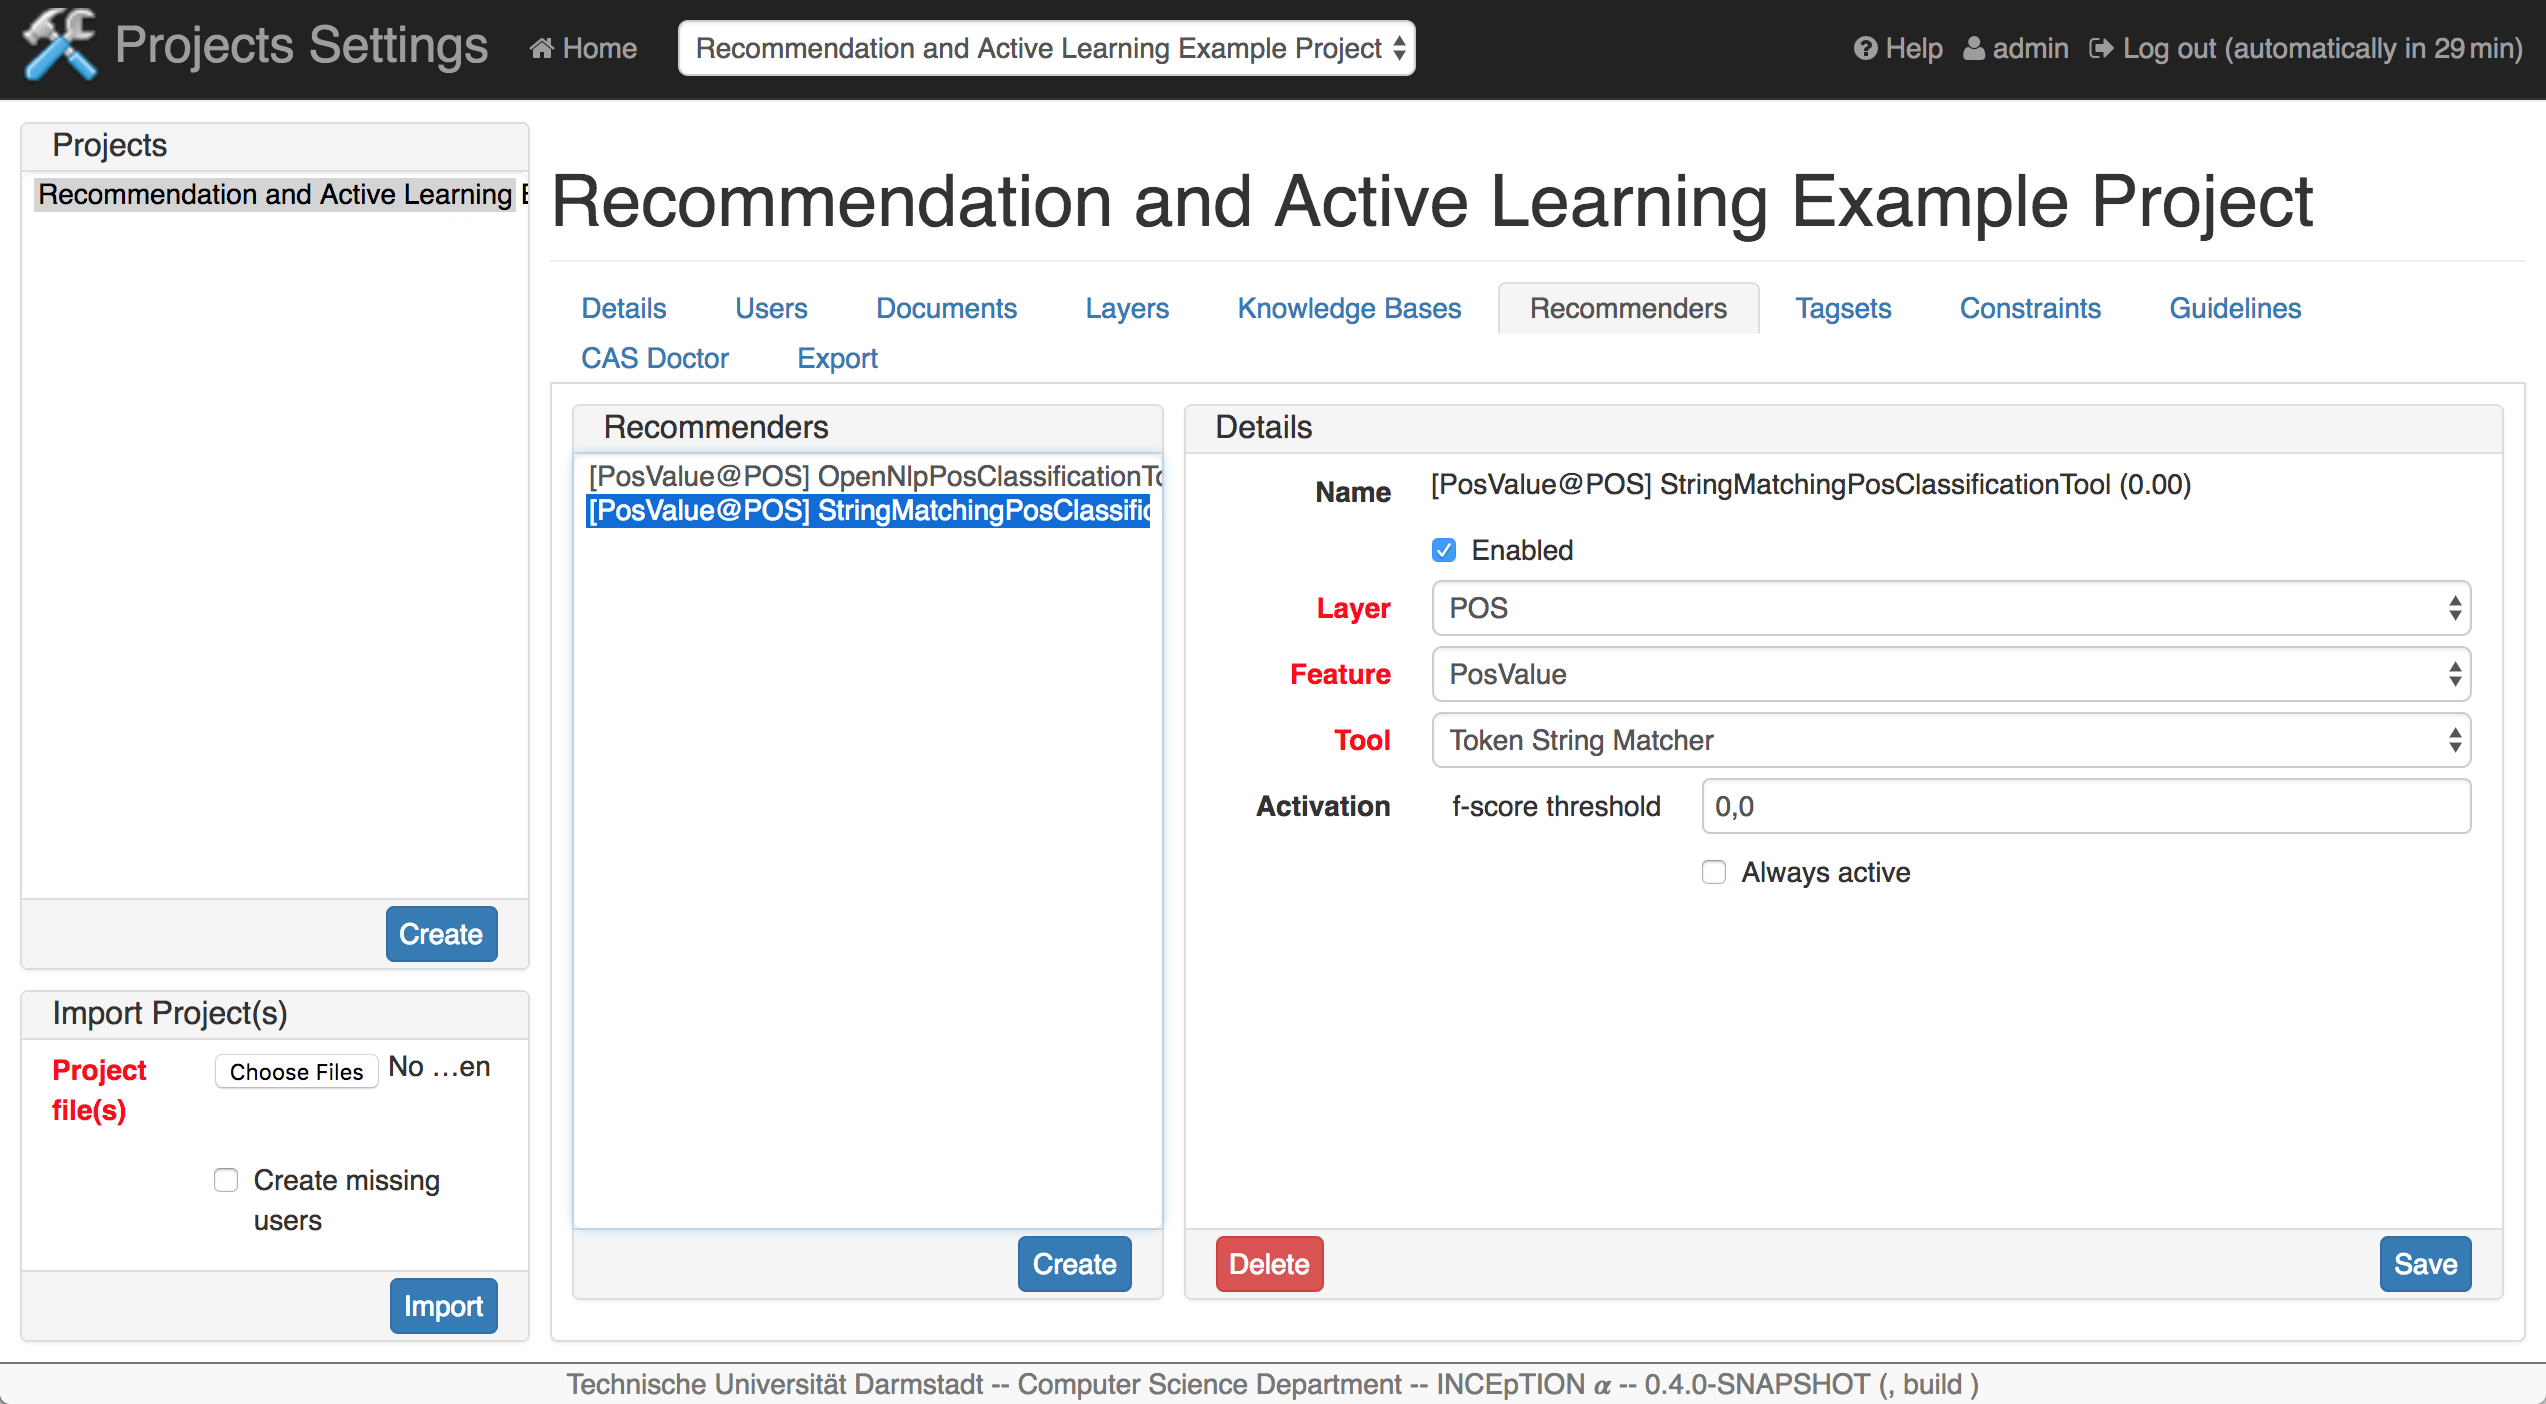 Projects Settings
Home
Recommendation and Active Learning Example Project
Help
admin
Log out (automatically in 29 min)
Projects
Recommendation and Active Learning E
Create
Import Project(s)
Project
file(s)
Choose Files
No ...en
Create missing
users
Import
Recommendation and Active Learning Example Project
Details
Users
Documents
Layers
Knowledge Bases
Recommenders
Tagsets
Constraints
Guidelines
CAS Doctor
Export
Recommenders
[PosValue@POS] OpenNlpPosClassificationTo
[PosValue@POS] StringMatchingPosClassific
Create
Details
Name
[PosValue@POS] StringMatchingPosClassificationTool (0.00)
Enabled
Layer
POS
Feature
PosValue
Tool
Token String Matcher
Activation
f-score threshold
0,0
Always active
Delete
Save
Technische Universität Darmstadt -- Computer Science Department -- INCEpTION α -- 0.4.0-SNAPSHOT (, build )